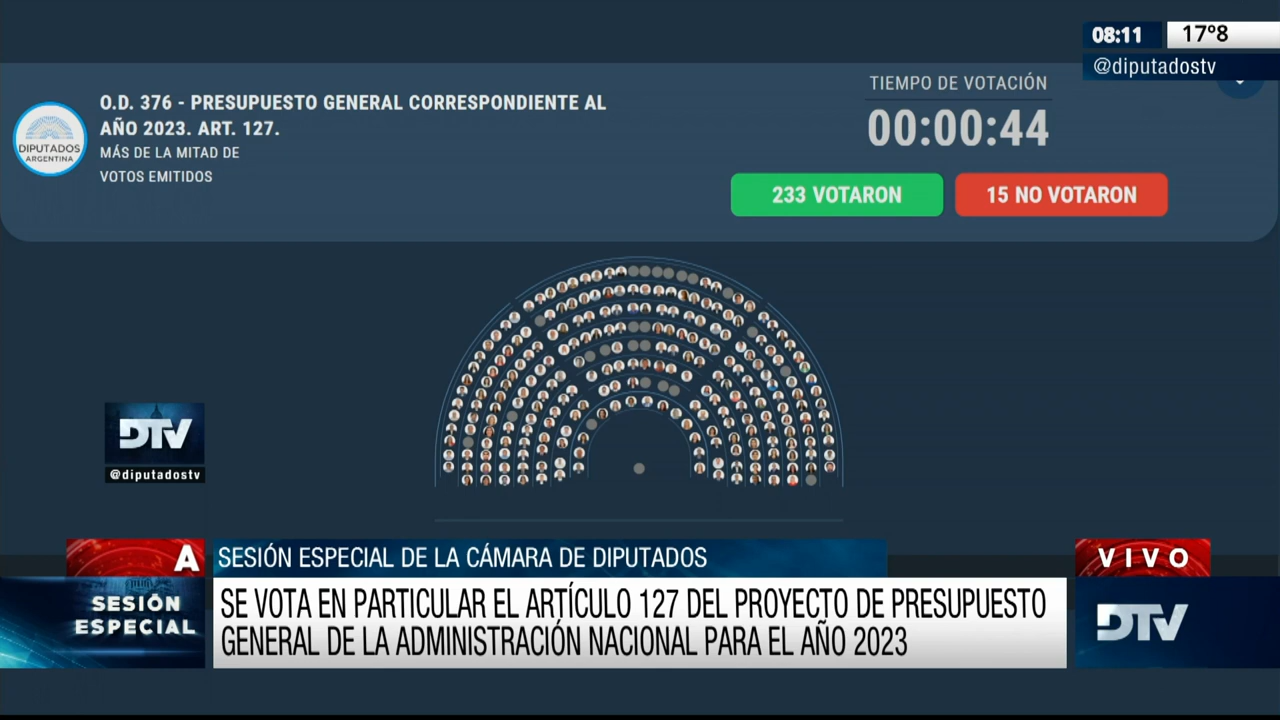 08:11 17°8
@diputadostv
O.D. 376 - PRESUPUESTO GENERAL CORRESPONDIENTE AL
AÑO 2023. ART. 127.
MÁS DE LA MITAD DE
VOTOS EMITIDOS
DIPUTADOS
ARGENTINA
TIEMPO DE VOTACIÓN
00:00:44
233 VOTARON
15 NO VOTARON
DTV
@diputadostv
A
SESIÓN
ESPECIAL
SESIÓN ESPECIAL DE LA CÁMARA DE DIPUTADOS
SE VOTA EN PARTICULAR EL ARTÍCULO 127 DEL PROYECTO DE PRESUPUESTO
GENERAL DE LA ADMINISTRACIÓN NACIONAL PARA EL AÑO 2023
VIVO
DTV